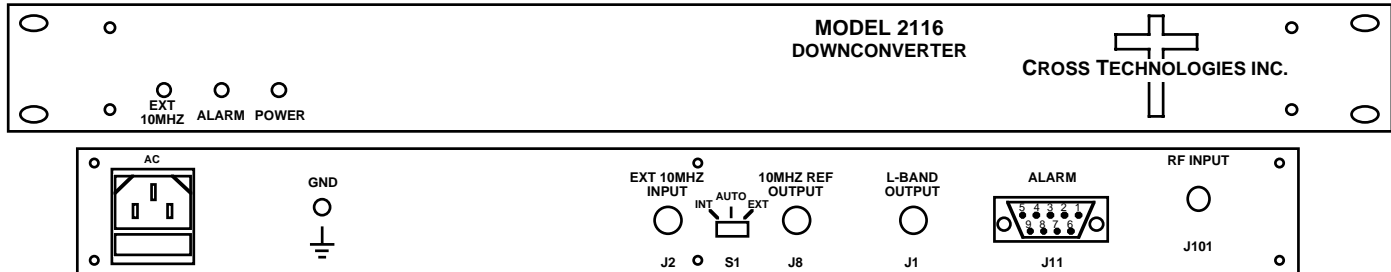 MODEL 2116
DOWNCONVERTER
CROSS TECHNOLOGIES INC.
EXT
10MHZ
ALARM
POWER
AC
GND
EXT 10MHZ
INPUT
J2
INT
AUTO
EXT
S1
10MHZ REF
OUTPUT
J8
L-BAND
OUTPUT
J1
ALARM
5 4 3 2 1
9 8 7 6
J11
RF INPUT
J101